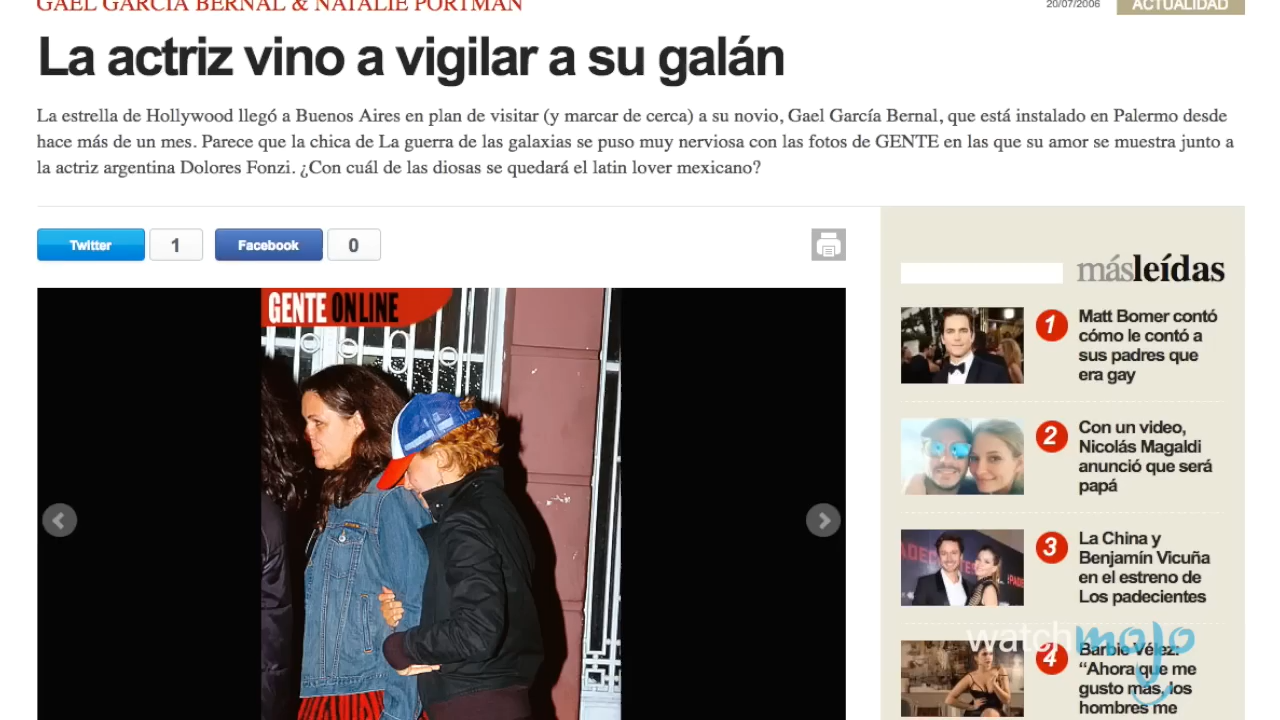 GAEL GARCÍA BERNAL & NATALIE PORTMAN
20/07/2006
ACTUALIDAD
La actriz vino a vigilar a su galán
La estrella de Hollywood llegó a Buenos Aires en plan de visitar (y marcar de cerca) a su novio, Gael García Bernal, que está instalado en Palermo desde
hace más de un mes. Parece que la chica de La guerra de las galaxias se puso muy nerviosa con las fotos de GENTE en las que su amor se muestra junto a
la actriz argentina Dolores Fonzi. ¿Con cuál de las diosas se quedará el latin lover mexicano?
Twitter
1
Facebook
0
GENTE ONLINE
másleídas
1
Matt Bomer contó
cómo le contó a
sus padres que
era gay
2
Con un video,
Nicolás Magaldi
anunció que será
papá
3
La China y
Benjamín Vicuña
en el estreno de
Los padecientes
4
Barbie Vélez:
“Ahora que me
gusto más, los
hombres me
watchmojo